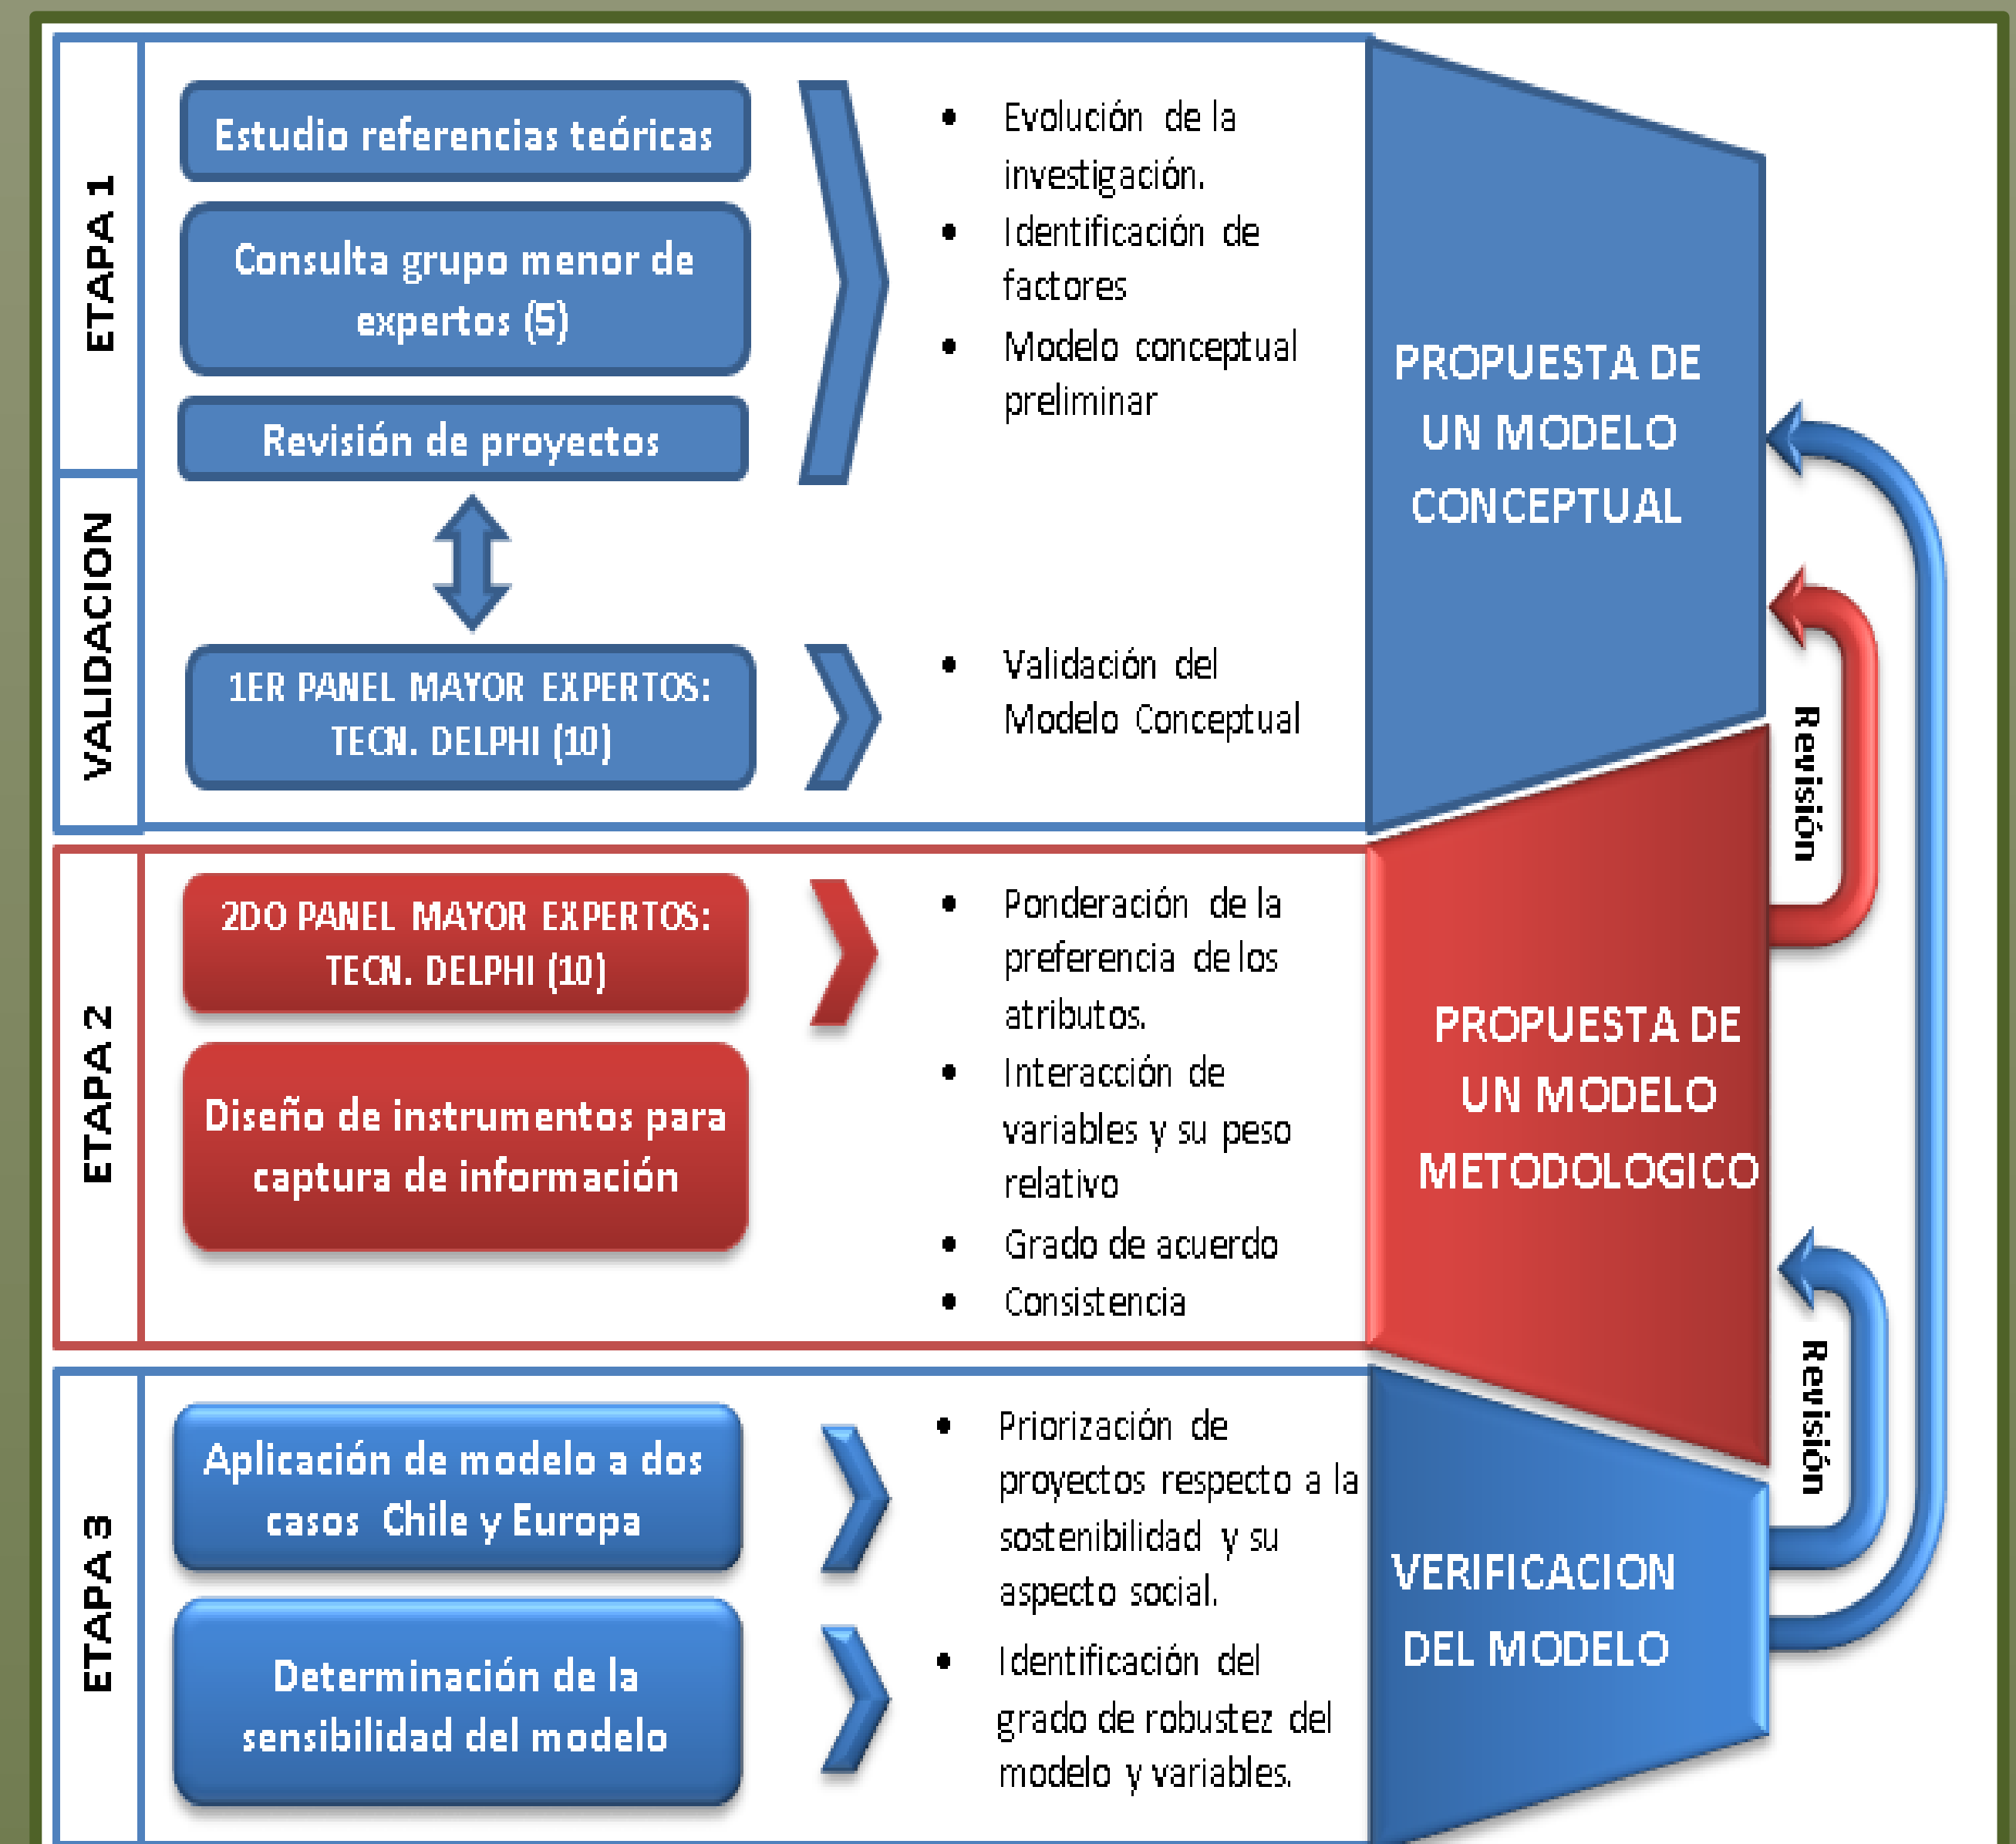 ETAPA 1
Estudio referencias teóricas
Consulta grupo menor de
expertos (5)
Revisión de proyectos
• Evolución de la
investigación.
• Identificación de
factores
• Modelo conceptual
preliminar
VALIDACION
1ER PANEL MAYOR EXPERTOS:
TECN. DELPHI (10)
• Validación del
Modelo Conceptual
PROPUESTA DE
UN MODELO
CONCEPTUAL
Revisión
ETAPA 2
2DO PANEL MAYOR EXPERTOS:
TECN. DELPHI (10)
Diseño de instrumentos para
captura de información
• Ponderación de la
preferencia de los
atributos.
• Interacción de
variables y su peso
relativo
• Grado de acuerdo
• Consistencia
PROPUESTA DE
UN MODELO
METODOLOGICO
Revisión
ETAPA 3
Aplicación de modelo a dos
casos Chile y Europa
Determinación de la
sensibilidad del modelo
• Priorización de
proyectos respecto a la
sostenibilidad y su
aspecto social.
• Identificación del
grado de robustez del
modelo y variables.
VERIFICACION
DEL MODELO